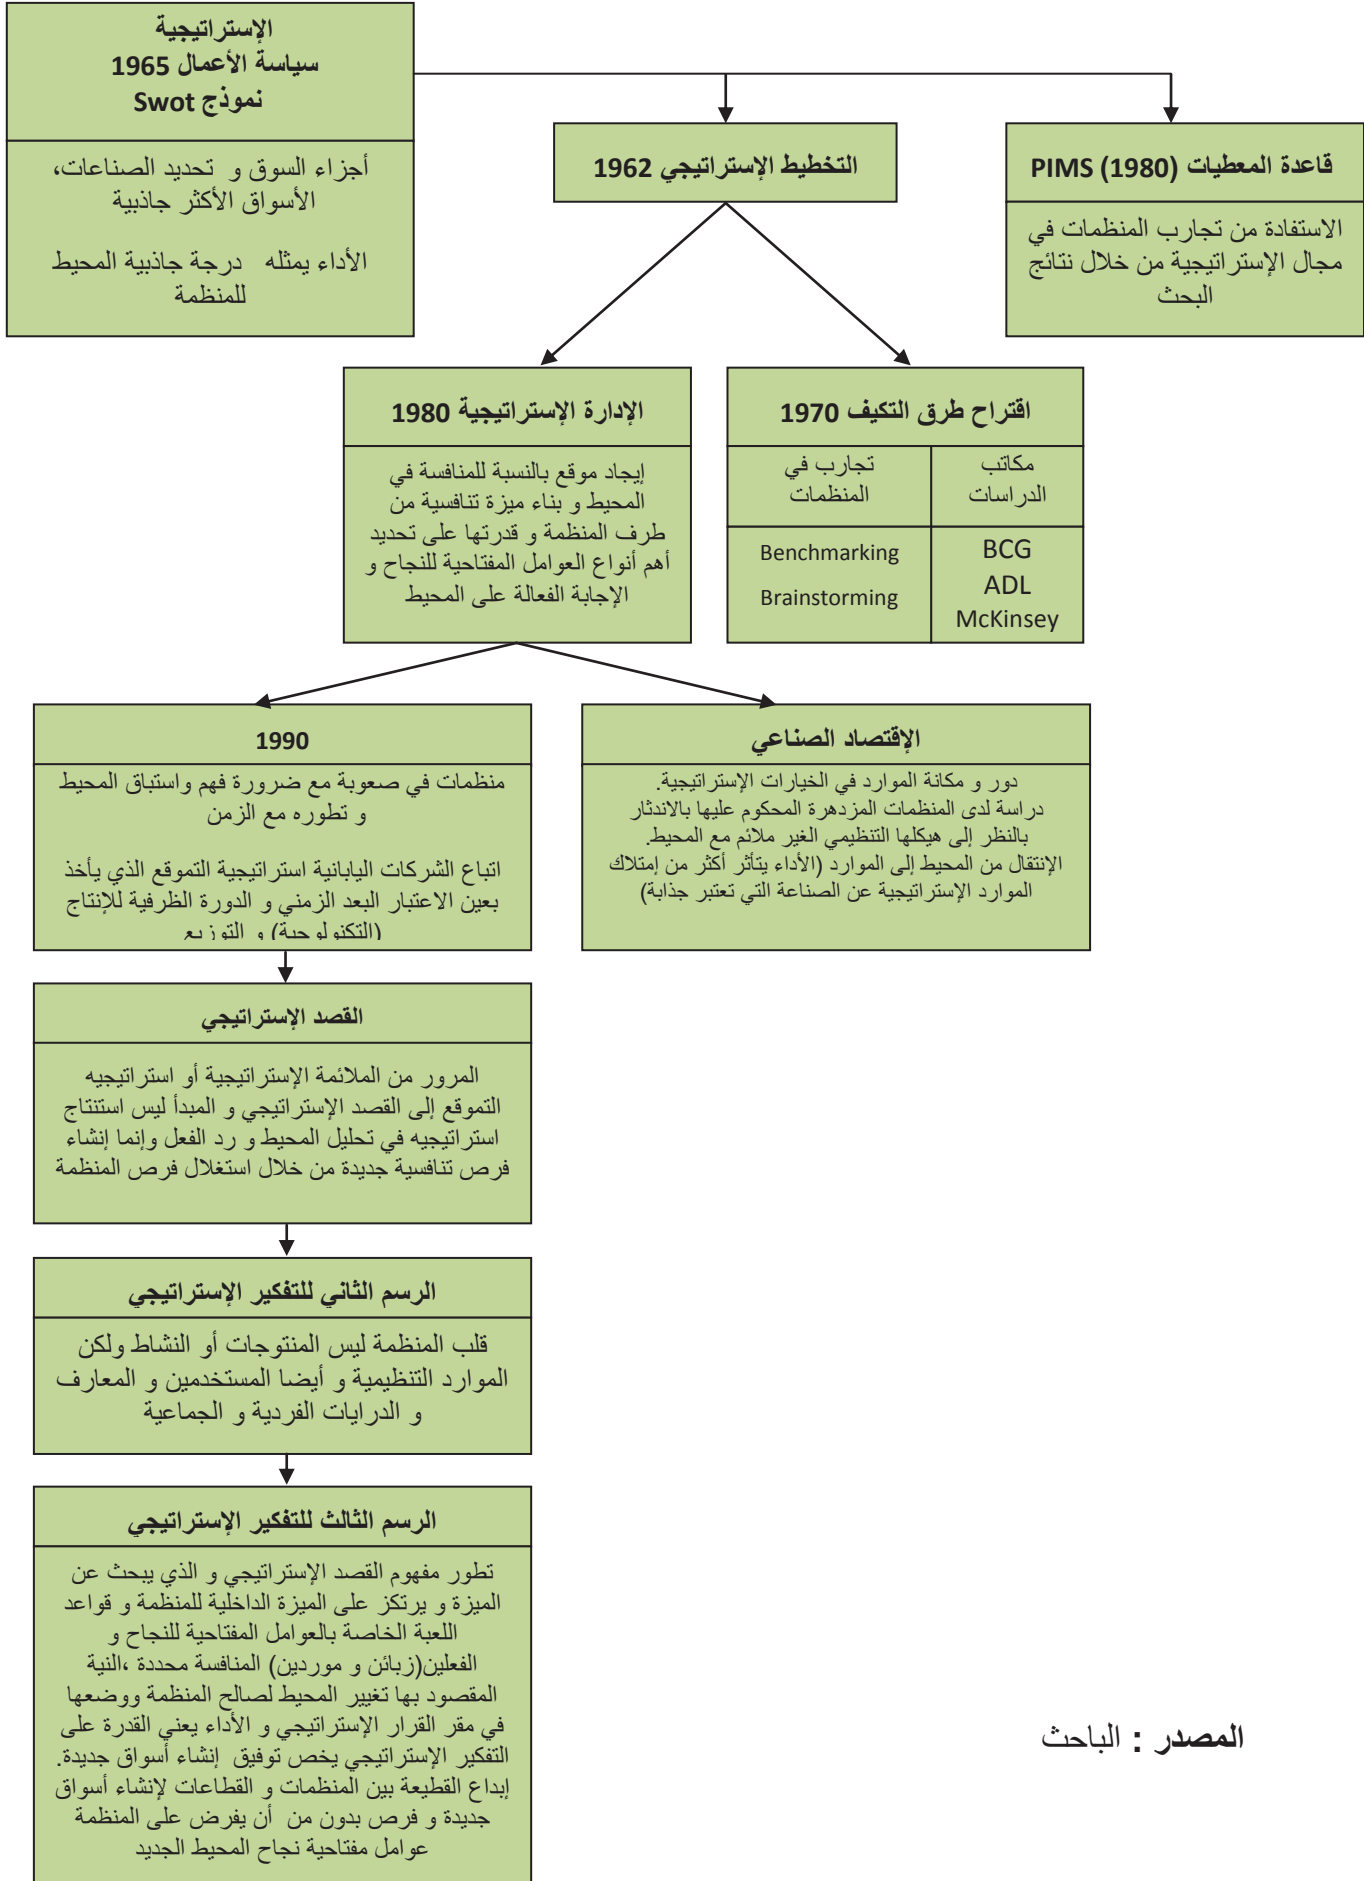 الإستراتيجية
سياسة الأعمال 1965
نموذج Swot
أجزاء السوق و تحديد الصناعات،
الأسواق الأكثر جاذبية
الأداء يمثله درجة جاذبية المحيط
للمنظمة
التخطيط الإستراتيجي 1962
قاعدة المعطيات PIMS (1980)
الاستفادة من تجارب المنظمات في
مجال الإستراتيجية من خلال نتائج
البحث
اقتراح طرق التكيف 1970
مكاتب
الدراسات
تجارب في
المنظمات
BCG
ADL
McKinsey
Benchmarking
Brainstorming
الإدارة الإستراتيجية 1980
إيجاد موقع بالنسبة للمنافسة في
المحيط و بناء ميزة تنافسية من
طرف المنظمة و قدرتها على تحديد
أهم أنواع العوامل المفتاحية للنجاح و
الإجابة الفعالة على المحيط
الإقتصاد الصناعي
دور و مكانة الموارد في الخيارات الإستراتيجية.
دراسة لدى المنظمات المزدهرة المحكوم عليها بالاندثار
بالنظر إلى هيكلها التنظيمي الغير ملائم مع المحيط.
الإنتقال من المحيط إلى الموارد (الأداء يتأثر أكثر من إمتلاك
الموارد الإستراتيجية عن الصناعة التي تعتبر جذابة)
1990
منظمات في صعوبة مع ضرورة فهم واستباق المحيط
و تطوره مع الزمن
اتباع الشركات اليابانية استراتيجية التموقع الذي يأخذ
بعين الاعتبار البعد الزمني و الدورة الظرفية للإنتاج
(التكنولوجية) و التوزيع
القصد الإستراتيجي
المرور من الملائمة الإستراتيجية أو استراتيجيه
التموقع إلى القصد الإستراتيجي و المبدأ ليس استنتاج
استراتيجيه في تحليل المحيط و رد الفعل وإنما إنشاء
فرص تنافسية جديدة من خلال استغلال فرص المنظمة
الرسم الثاني للتفكير الإستراتيجي
قلب المنظمة ليس المنتوجات أو النشاط ولكن
الموارد التنظيمية و أيضا المستخدمين و المعارف
و الدرايات الفردية و الجماعية
الرسم الثالث للتفكير الإستراتيجي
تطور مفهوم القصد الإستراتيجي و الذي يبحث عن
الميزة و يرتكز على الميزة الداخلية للمنظمة و قواعد
اللعبة الخاصة بالعوامل المفتاحية للنجاح و
الفعلين(زبائن و موردين) المنافسة محددة ،النية
المقصود بها تغيير المحيط لصالح المنظمة ووضعها
في مقر القرار الإستراتيجي و الأداء يعني القدرة على
التفكير الإستراتيجي يخص توفيق إنشاء أسواق جديدة.
إبداع القطيعة بين المنظمات و القطاعات لإنشاء أسواق
جديدة و فرص بدون من أن يفرض على المنظمة
عوامل مفتاحية نجاح المحيط الجديد
المصدر : الباحث